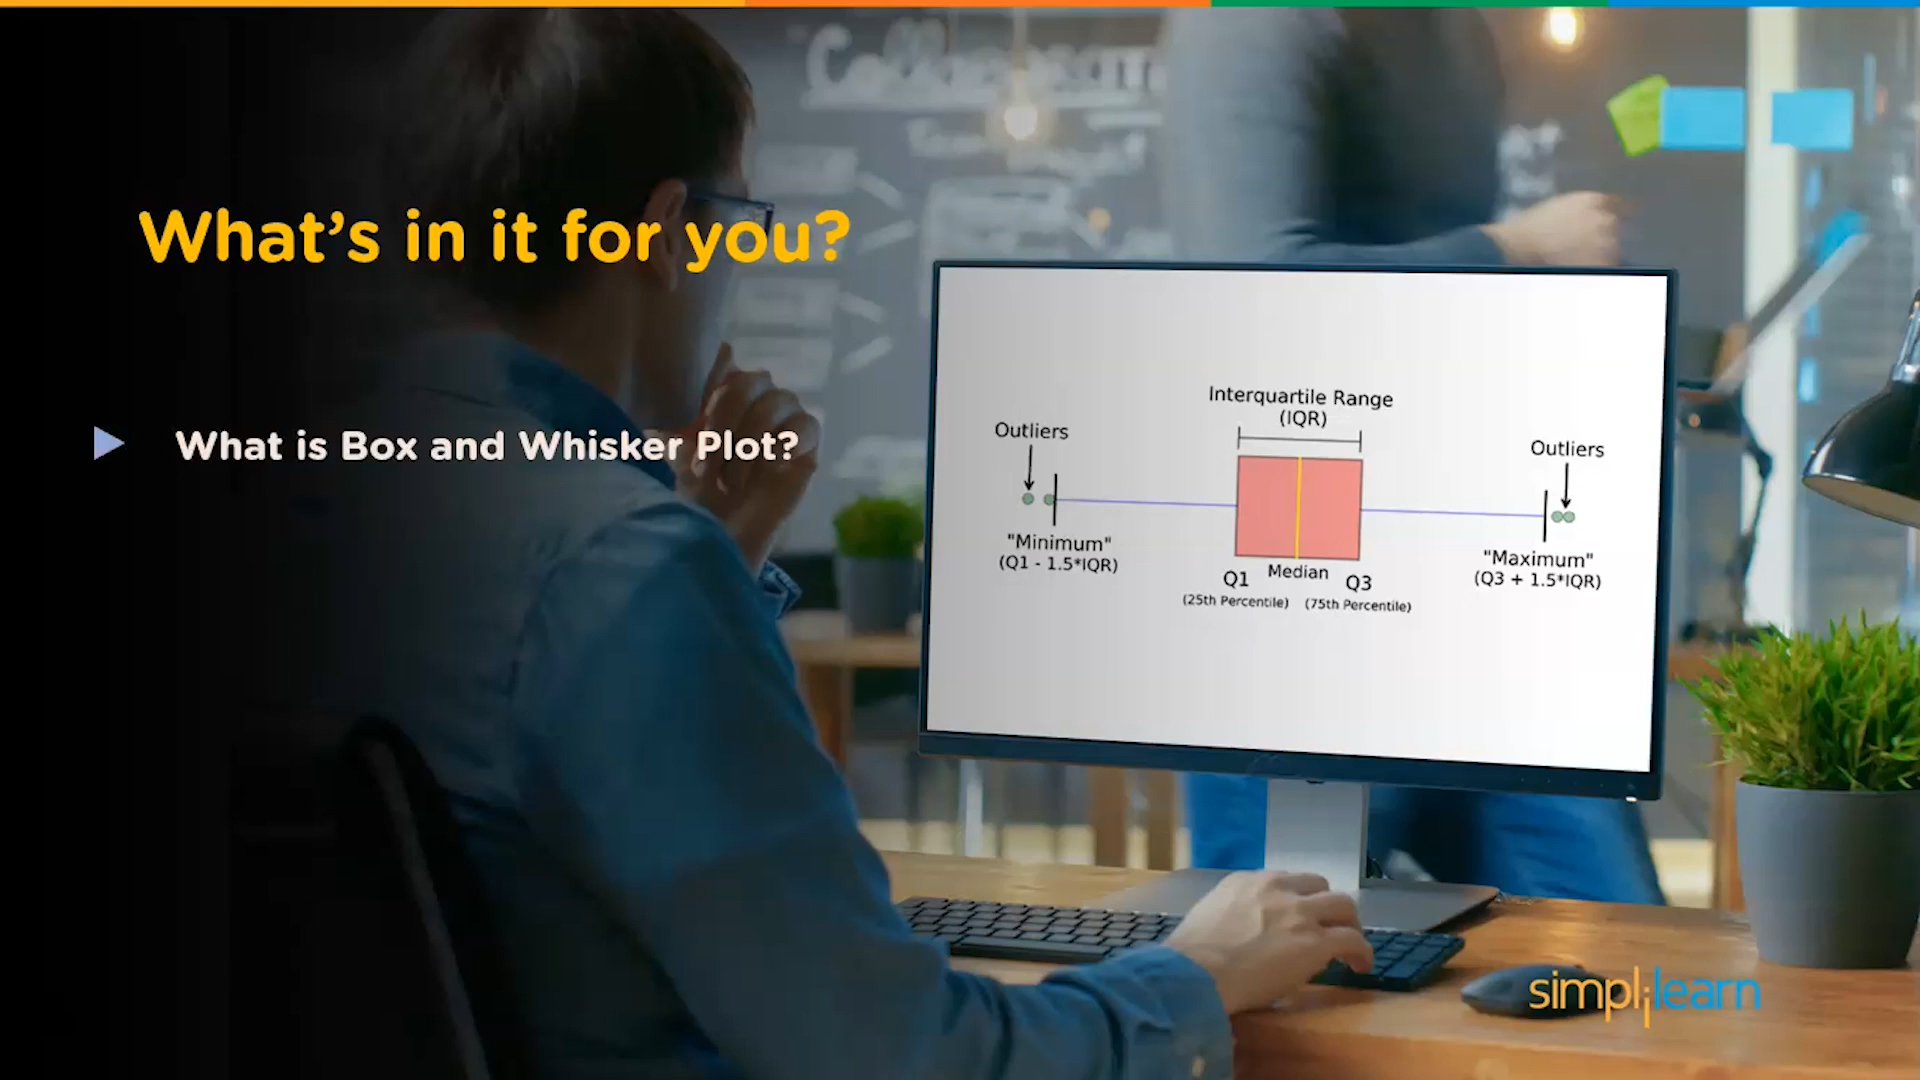 What's in it for you?
What is Box and Whisker Plot?
Interquartile Range
(IQR)
Outliers
Outliers
"Minimum"
(Q1 - 1.5*IQR)
Q1
Median
Q3
(25th Percentile)
(75th Percentile)
"Maximum"
(Q3 + 1.5*IQR)
simplilearn